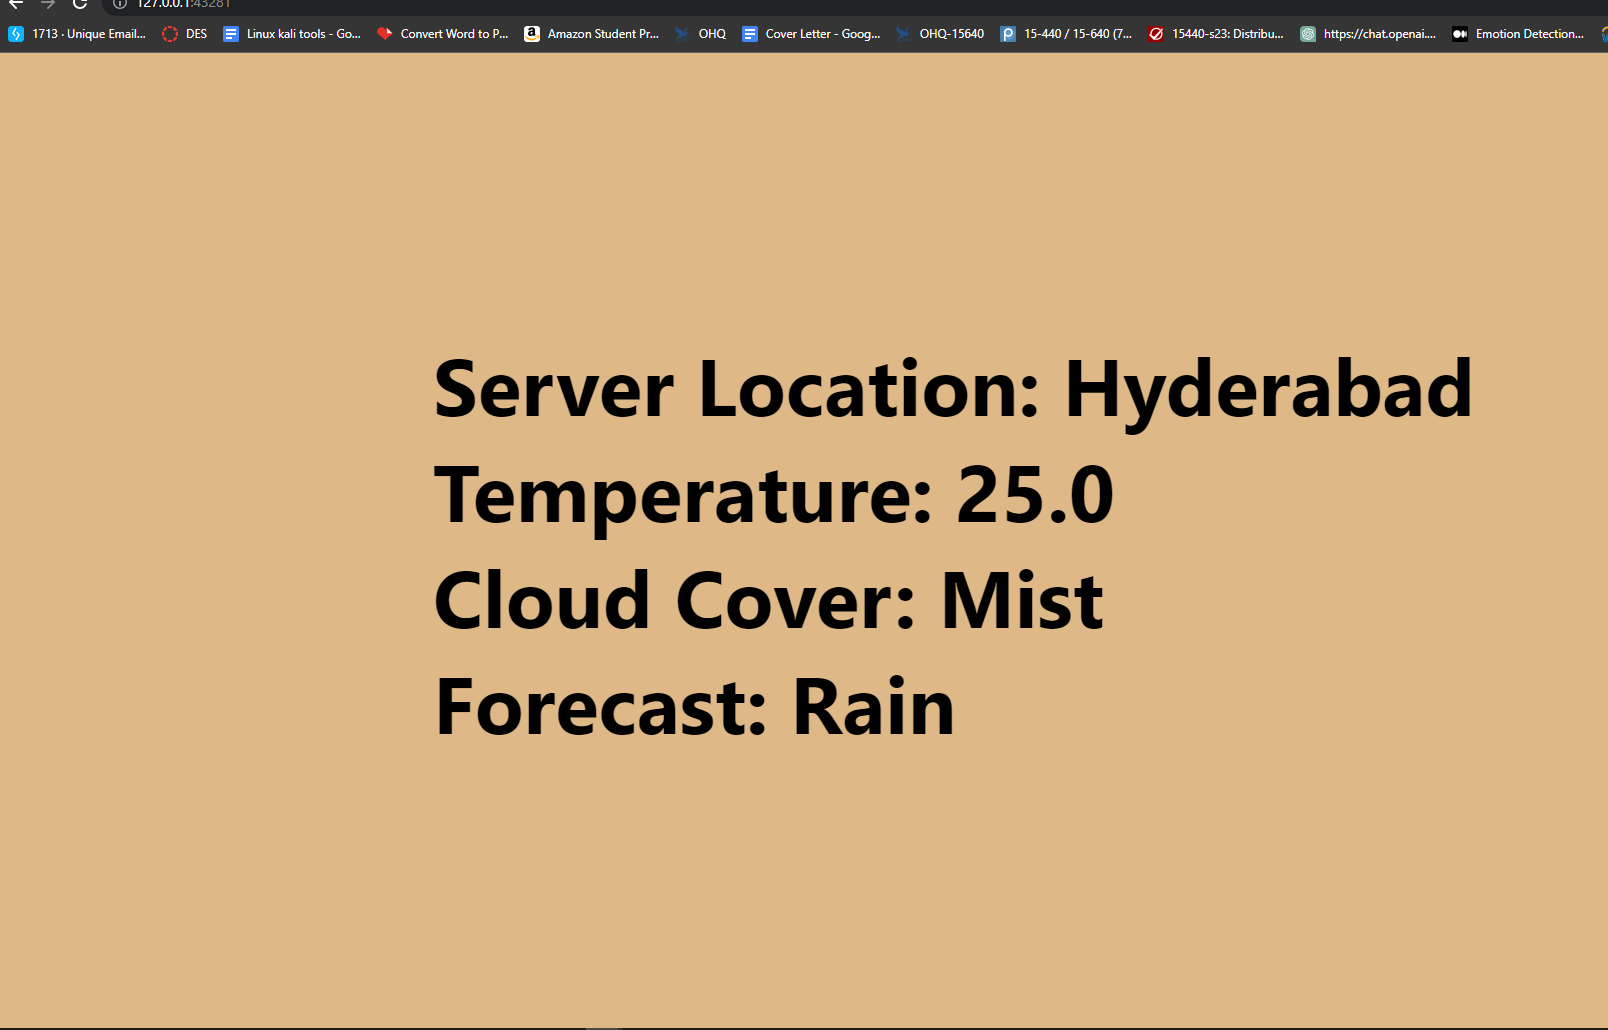 127.0.0.1:43281
1713 · Unique Email...
DES
Linux kali tools - Go...
Convert Word to P...
Amazon Student Pr...
OHQ
Cover Letter - Goog...
OHQ-15640
15-440 / 15-640 (7...
15440-s23: Distribu...
https://chat.openai....
Emotion Detection...
Server Location: Hyderabad
Temperature: 25.0
Cloud Cover: Mist
Forecast: Rain